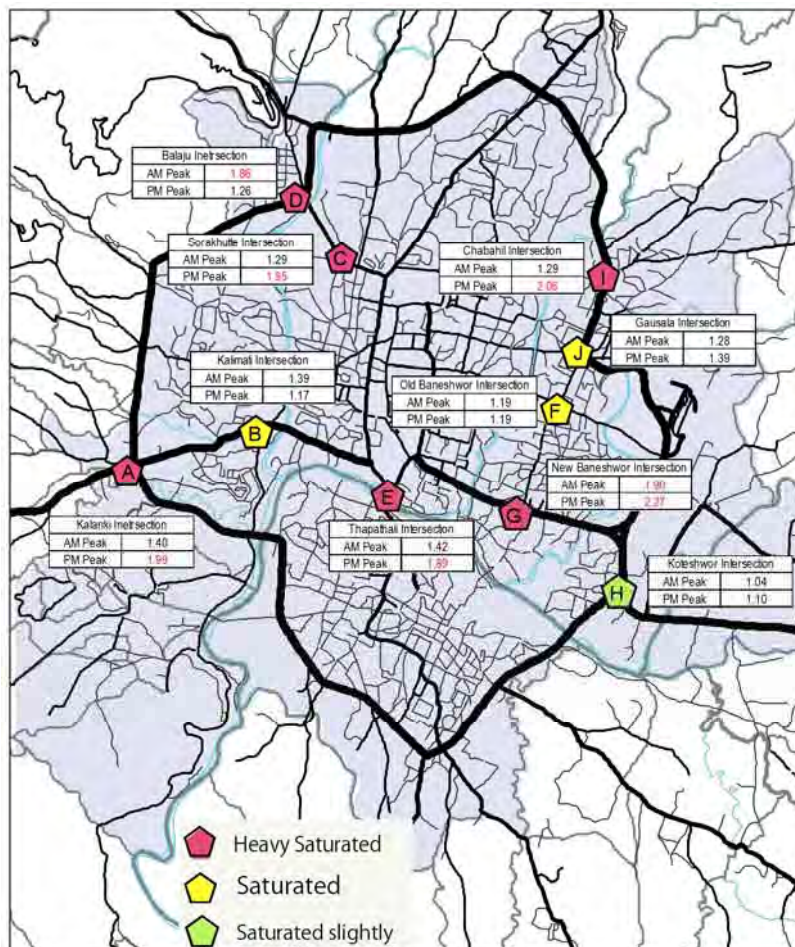 Balaju Inetrsection
AM Peak 1.86
PM Peak 1.26
D
Sorakhutte Intersection
AM Peak 1.29
PM Peak 1.95
C
Chabahil Intersection
AM Peak 1.29
PM Peak 2.06
I
Gausala Intersection
AM Peak 1.28
PM Peak 1.39
J
Kalimati Intersection
AM Peak 1.39
PM Peak 1.17
B
Old Baneshwor Intersection
AM Peak 1.19
PM Peak 1.19
F
A
New Baneshwor Intersection
AM Peak 1.90
PM Peak 2.27
E
G
Kalanki Inetrsection
AM Peak 1.40
PM Peak 1.99
Thapathali Intersection
AM Peak 1.42
PM Peak 1.89
Koteshwor Intersection
AM Peak 1.04
PM Peak 1.10
H
Heavy Saturated
Saturated
Saturated slightly